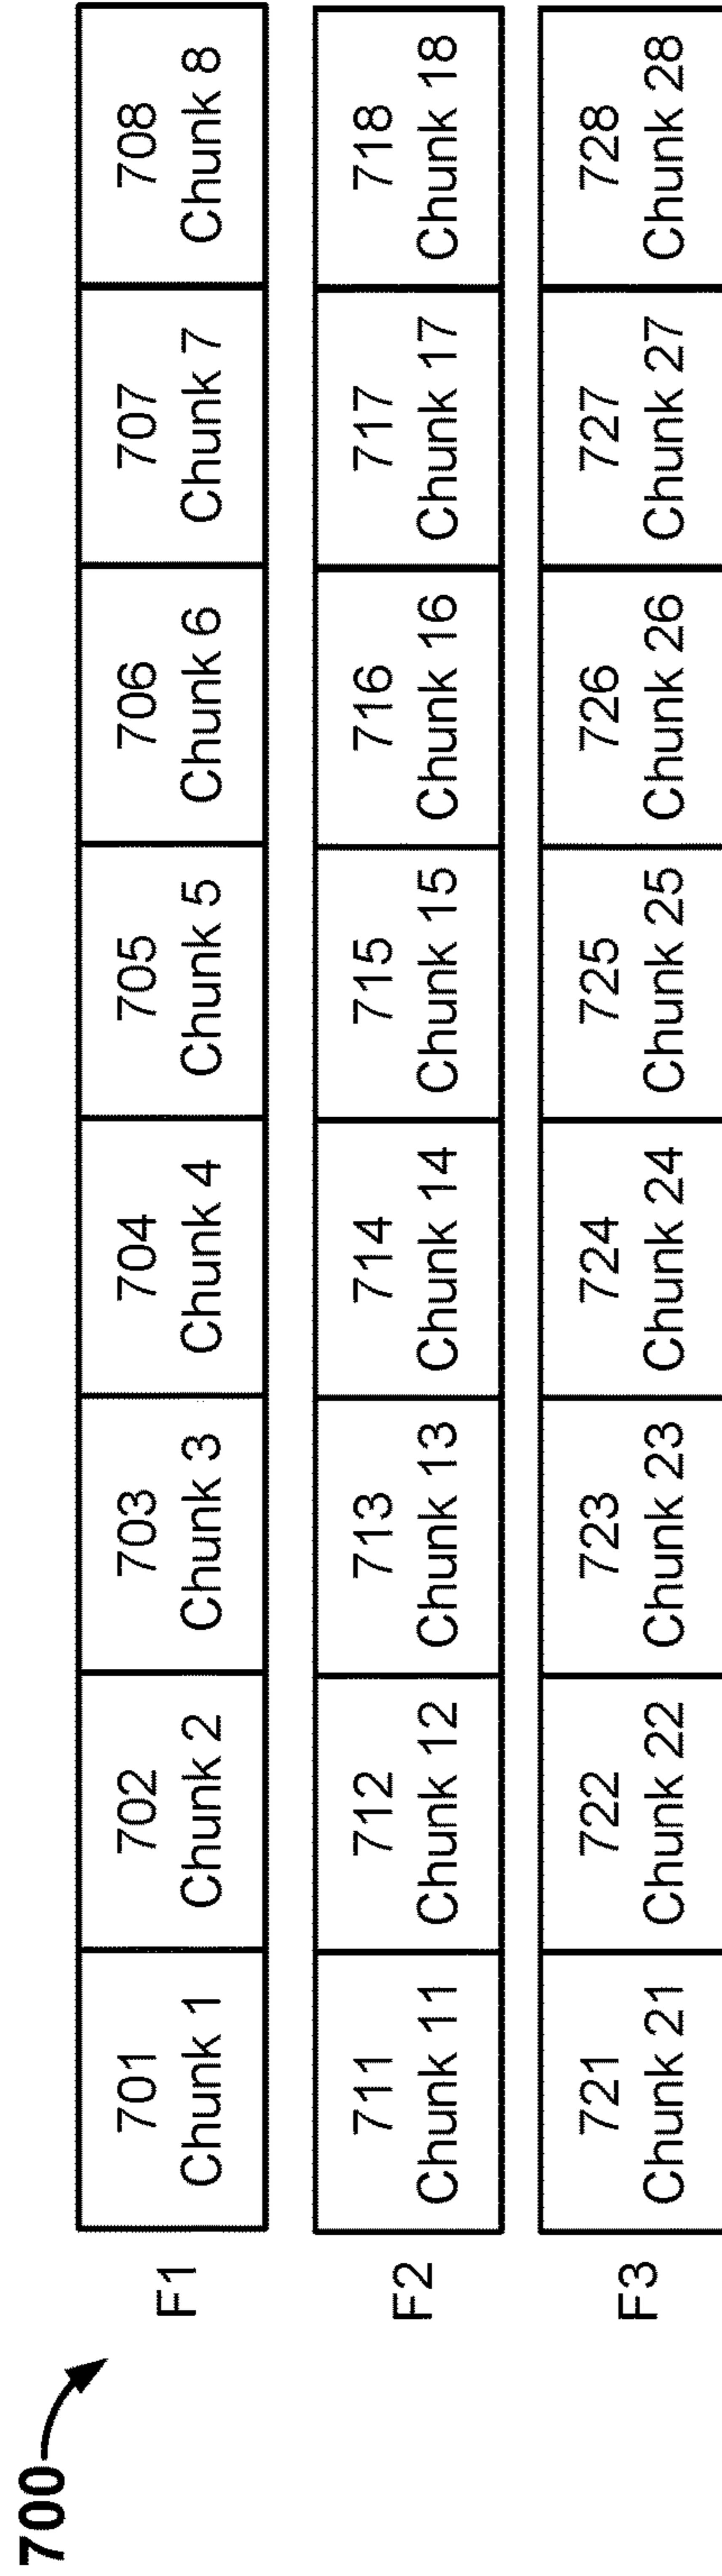 700
F1
701
Chunk 1
702
Chunk 2
703
Chunk 3
704
Chunk 4
705
Chunk 5
706
Chunk 6
707
Chunk 7
708
Chunk 8
F2
711
Chunk 11
712
Chunk 12
713
Chunk 13
714
Chunk 14
715
Chunk 15
716
Chunk 16
717
Chunk 17
718
Chunk 18
F3
721
Chunk 21
722
Chunk 22
723
Chunk 23
724
Chunk 24
725
Chunk 25
726
Chunk 26
727
Chunk 27
728
Chunk 28